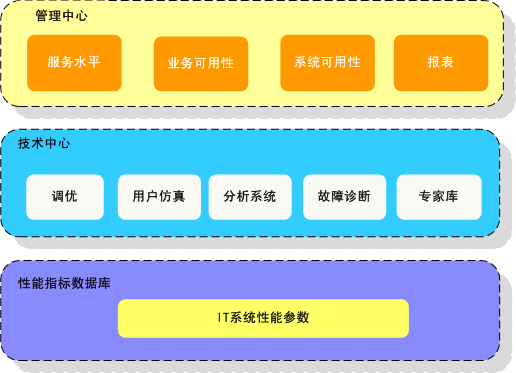 管理中心
服务水平
业务可用性
系统可用性
报表
技术中心
调优
用户仿真
分析系统
故障诊断
专家库
性能指标数据库
IT系统性能参数